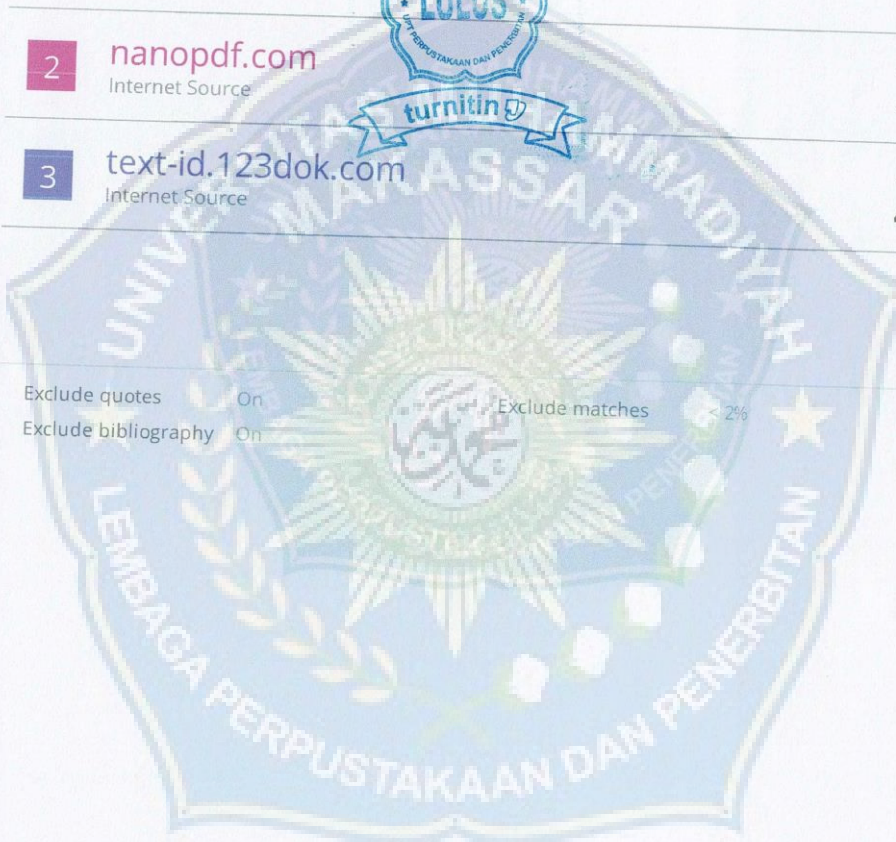 LULUS
UPT PERPUSTAKAAN DAN PENERBITAN
turnitin
2 nanopdf.com
Internet Source
3 text-id.123dok.com
Internet Source
UNIVERSITAS MUHAMMADIYAH
MAKASSAR
Exclude quotes On
Exclude bibliography On
Exclude matches < 2%
LEMBAGA PERPUSTAKAAN DAN PENERBITAN